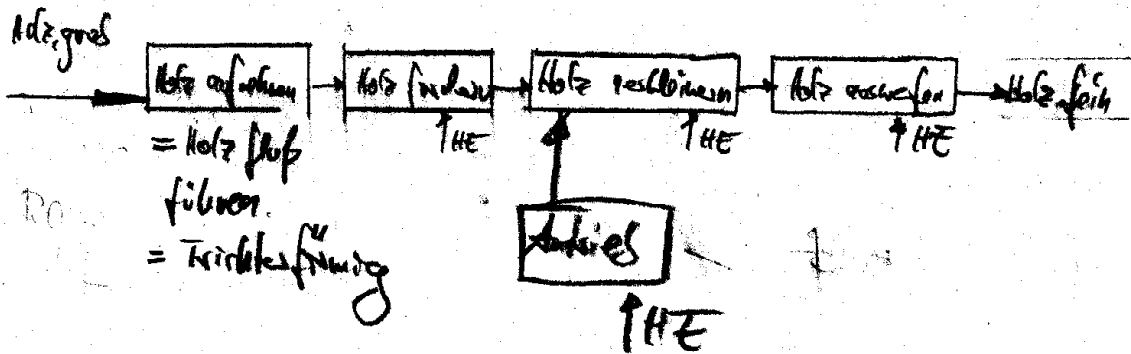 Holz, grob
Holz aufnehmen
Holz fördern
Holz zerkleinern
Holz auswerfen
Holz, fein
HE
HE
HE
= Holzfluß
führen.
= Trichterförmig
Antrieb
HE